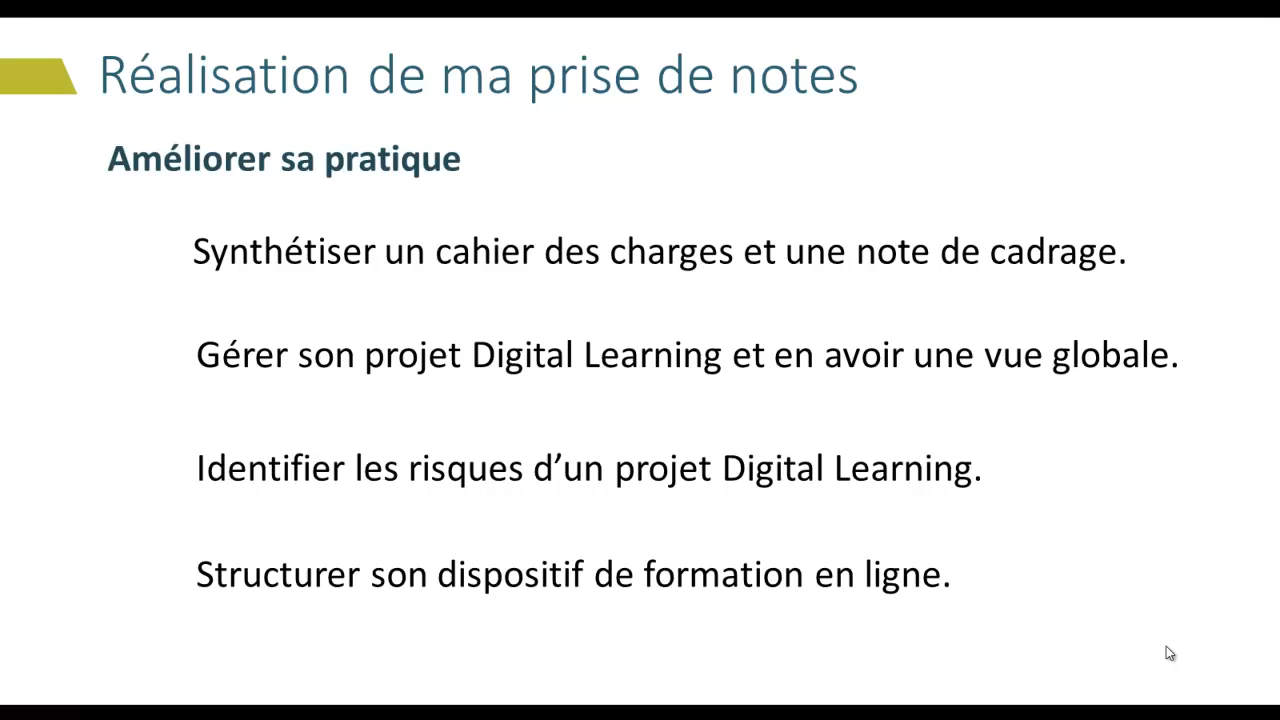 Réalisation de ma prise de notes
Améliorer sa pratique
Synthétiser un cahier des charges et une note de cadrage.
Gérer son projet Digital Learning et en avoir une vue globale.
Identifier les risques d’un projet Digital Learning.
Structurer son dispositif de formation en ligne.